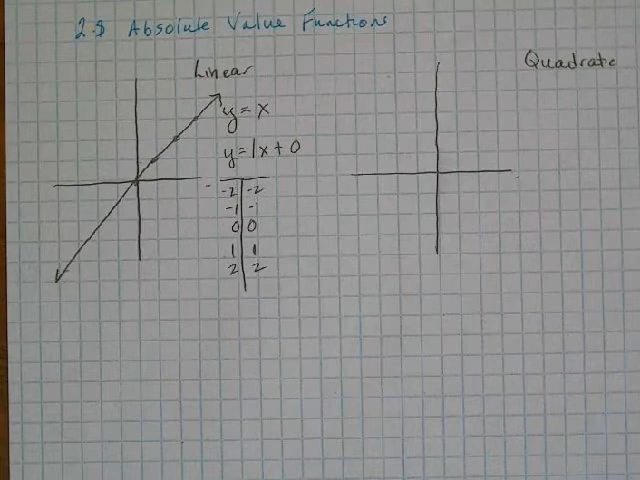 2.8 Absolute Value Functions
Linear
Quadratic
y = x
y = 1x + 0
-2 -2
-1 -1
0 0
1 1
2 2